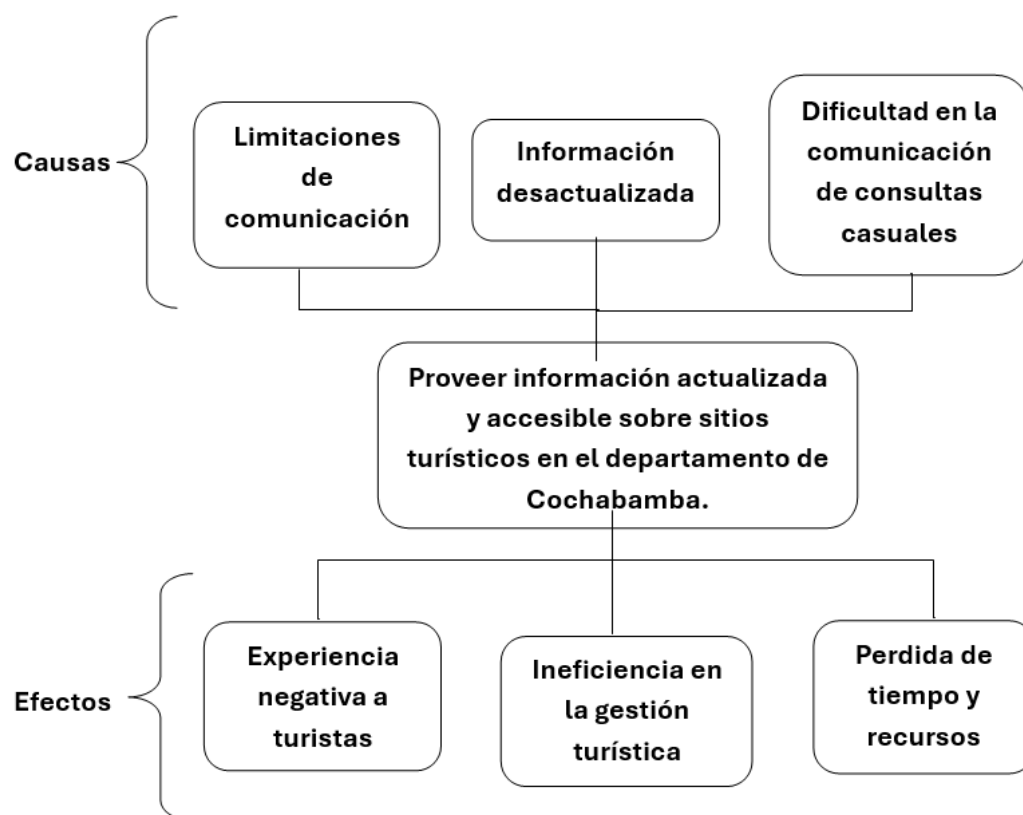 Causas
Limitaciones
de
comunicación
Información
desactualizada
Dificultad en la
comunicación
de consultas
casuales
Proveer información actualizada
y accesible sobre sitios
turísticos en el departamento de
Cochabamba.
Efectos
Experiencia
negativa a
turistas
Ineficiencia en
la gestión
turística
Perdida de
tiempo y
recursos